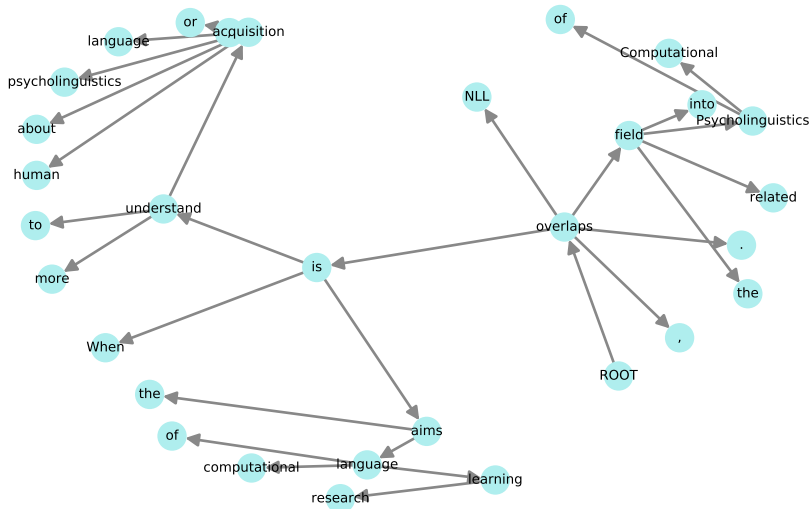 or
acquisition
of
language
Computational
psycholinguistics
NLL
into
Psycholinguistics
about
field
human
related
understand
to
overlaps
.
is
more
the
,
When
ROOT
the
aims
of
computational
language
learning
research